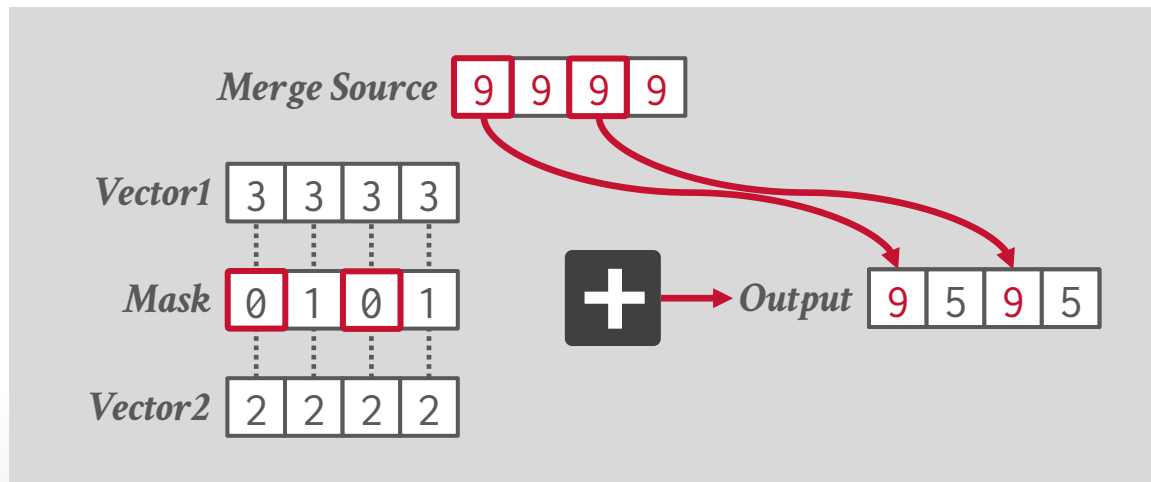 Merge Source 9 9 9 9
Vector1 3 3 3 3
Mask 0 1 0 1
+ Output 9 5 9 5
Vector2 2 2 2 2